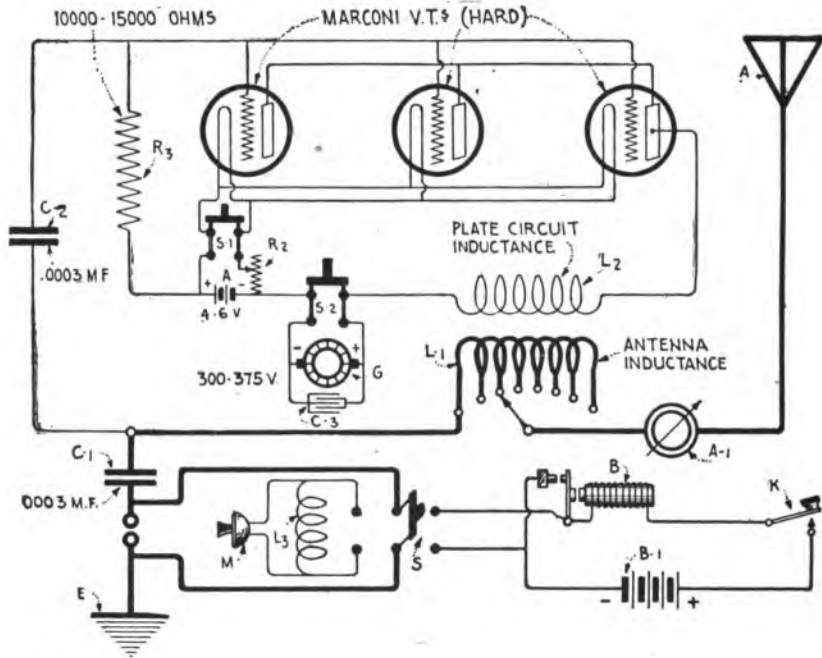 10000-15000 OHMS
MARCONI V.T.s (HARD)
A
R3
C-2
.0003 M F
S-1
R2
+ A -
4-6 V
PLATE CIRCUIT
INDUCTANCE
L2
S-2
- +
G
300-375 V.
C-3
L-1
ANTENNA
INDUCTANCE
A-1
C-1
.0003 M.F.
M
L3
S
B
K
B-1
- +
E